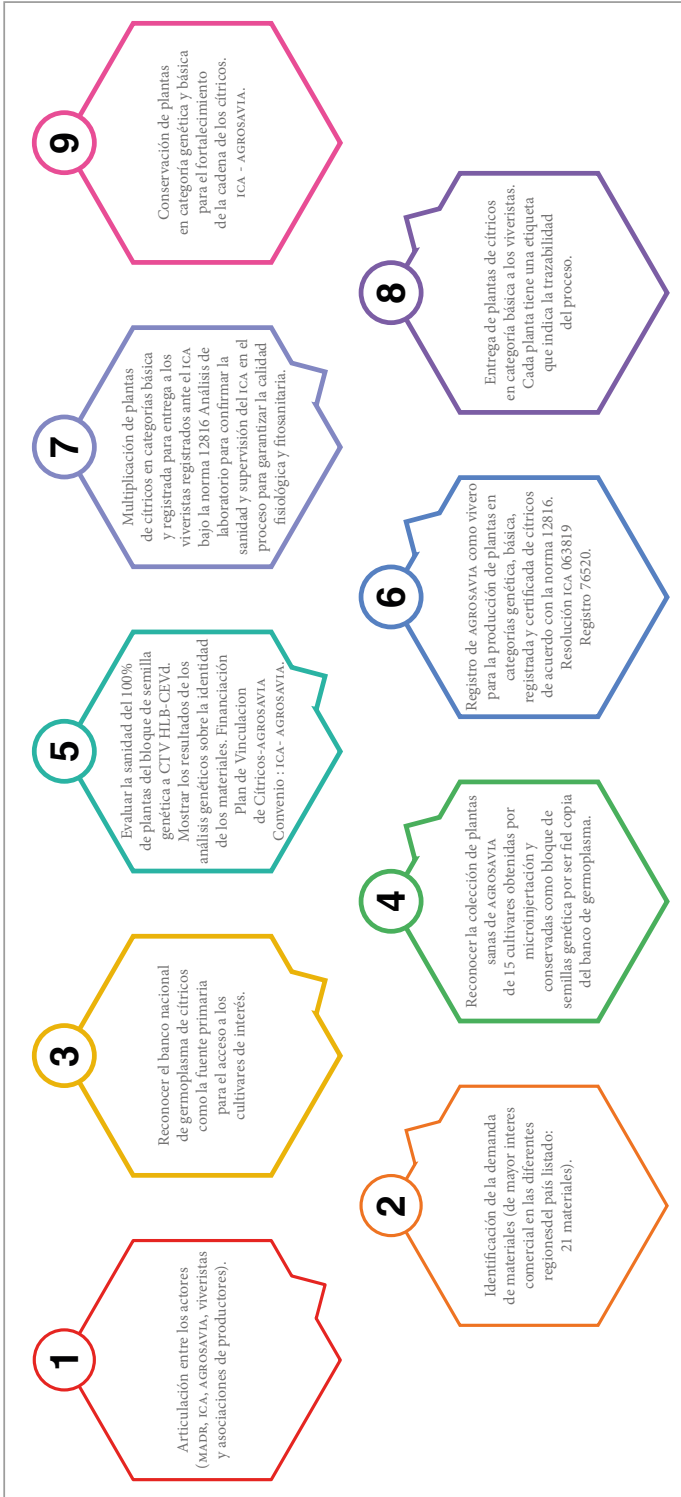 1
Articulación entre los actores
(MADR, ICA, AGROSAVIA, viveristas
y asociaciones de productores).
2
Identificación de la demanda
de materiales (de mayor interes
comercial en las diferentes
regionesdel país listado:
21 materiales).
3
Reconocer el banco nacional
de germoplasma de cítricos
como la fuente primaria
para el acceso a los
cultivares de interés.
4
Reconocer la colección de plantas
sanas de AGROSAVIA
de 15 cultivares obtenidas por
microinjertación y
conservadas como bloque de
semillas genética por ser fiel copia
del banco de germoplasma.
5
Evaluar la sanidad del 100%
de plantas del bloque de semilla
genética a CTV HLB-CEVd.
Mostrar los resultados de los
análisis genéticos sobre la identidad
de los materiales. Financiación
Plan de Vinculacion
de Cítricos-AGROSAVIA
Convenio : ICA- AGROSAVIA.
6
Registro de AGROSAVIA como vivero
para la producción de plantas en
categorías genética, básica,
registrada y certificada de cítricos
de acuerdo con la norma 12816.
Resolución ICA 063819
Registro 76520.
7
Multiplicación de plantas
de cítricos en categorías básica
y registrada para entrega a los
viveristas registrados ante el ICA
bajo la norma 12816 Análisis de
laboratorio para confirmar la
sanidad y supervisión del ICA en el
proceso para garantizar la calidad
fisiológica y fitosanitaria.
8
Entrega de plantas de cítricos
en categoría básica a los viveristas.
Cada planta tiene una etiqueta
que indica la trazabilidad
del proceso.
9
Conservación de plantas
en categoría genética y básica
para el fortalecimiento
de la cadena de los cítricos.
ICA - AGROSAVIA.